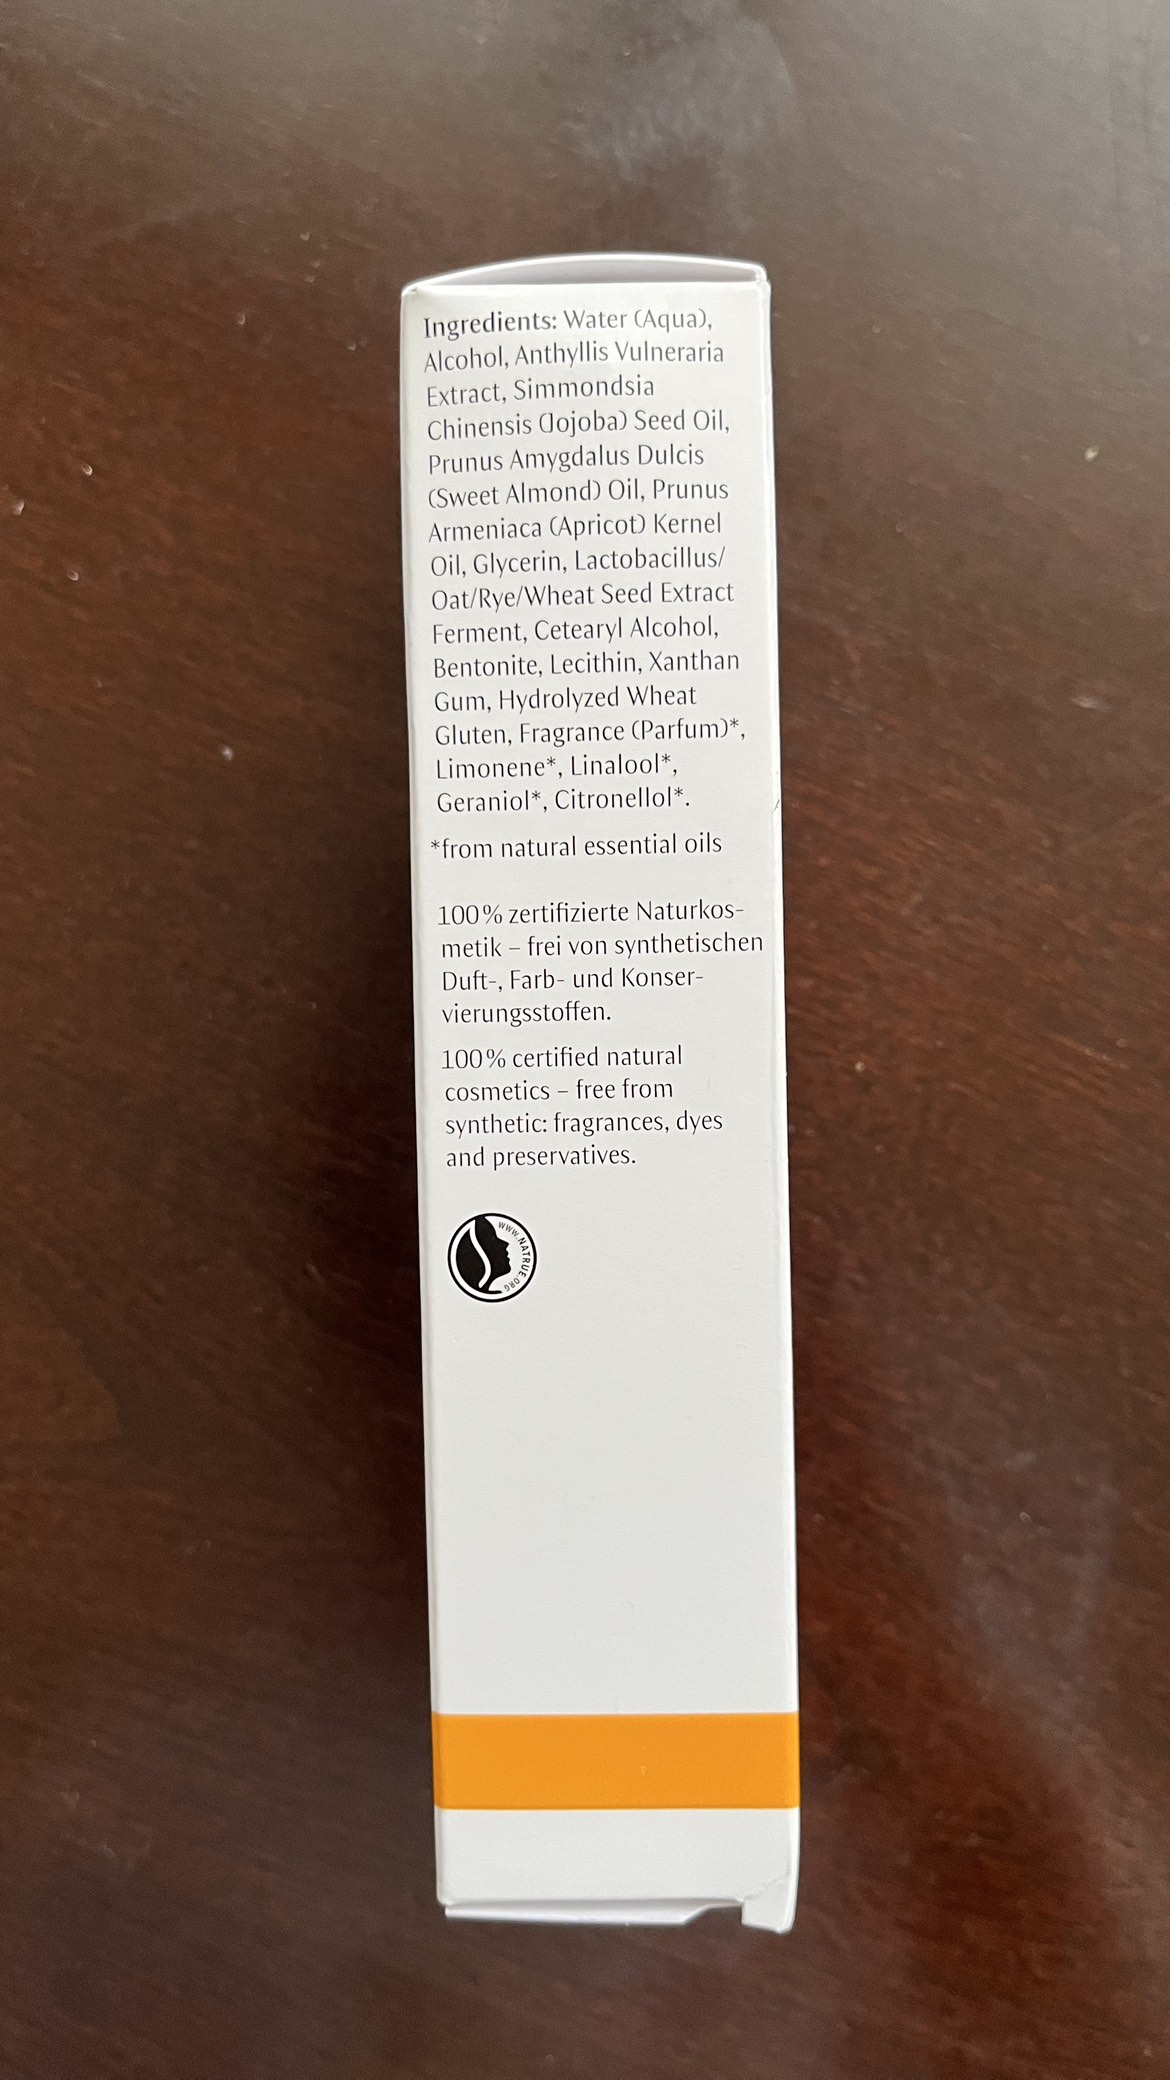 Ingredients: Water (Aqua),
Alcohol, Anthyllis Vulneraria
Extract, Simmondsia
Chinensis (Jojoba) Seed Oil,
Prunus Amygdalus Dulcis
(Sweet Almond) Oil, Prunus
Armeniaca (Apricot) Kernel
Oil, Glycerin, Lactobacillus/
Oat/Rye/Wheat Seed Extract
Ferment, Cetearyl Alcohol,
Bentonite, Lecithin, Xanthan
Gum, Hydrolyzed Wheat
Gluten, Fragrance (Parfum)*,
Limonene*, Linalool*,
Geraniol*, Citronellol*.
*from natural essential oils
100% zertifizierte Naturkos-
metik – frei von synthetischen
Duft-, Farb- und Konser-
vierungsstoffen.
100% certified natural
cosmetics – free from
synthetic: fragrances, dyes
and preservatives.
WWW.NATRUE.ORG